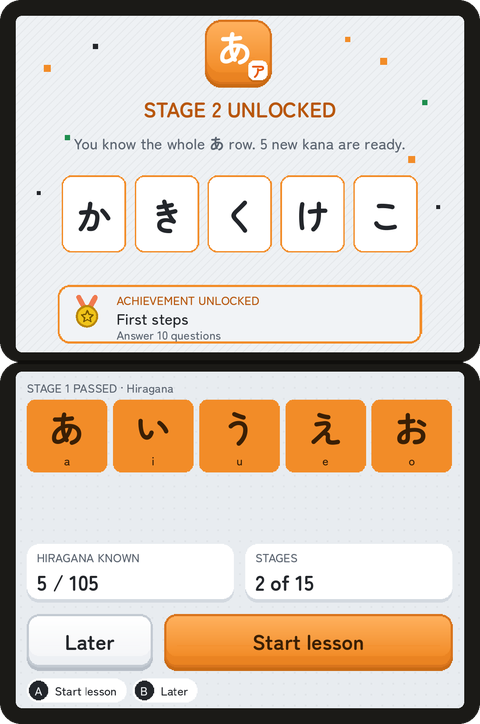 あ
ア
STAGE 2 UNLOCKED
You know the whole あ row. 5 new kana are ready.
か き く け こ
ACHIEVEMENT UNLOCKED
First steps
Answer 10 questions
STAGE 1 PASSED · Hiragana
あ い う え お
a i u e o
HIRAGANA KNOWN
5 / 105
STAGES
2 of 15
Later
Start lesson
A Start lesson B Later